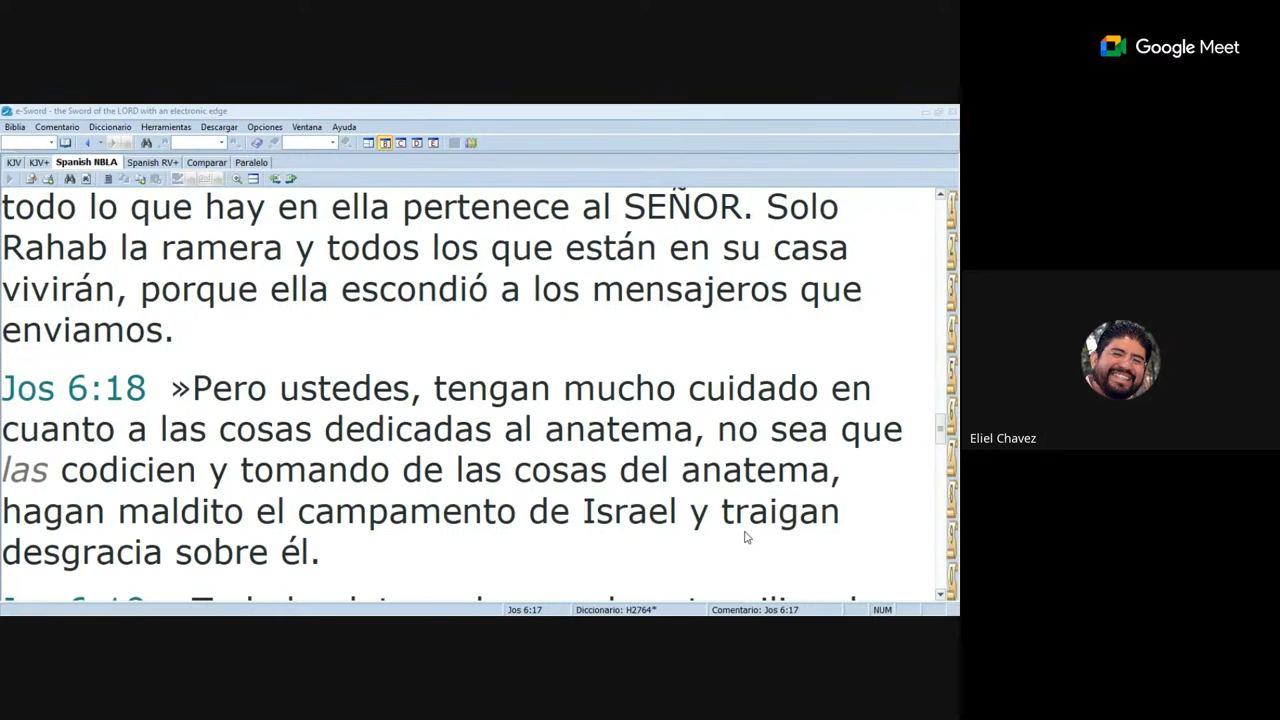 Google Meet
e-Sword - the Sword of the LORD with an electronic edge
Biblia Comentario Diccionario Herramientas Descargar Opciones Ventana Ayuda
B C D E
KJV KJV+ Spanish NBLA Spanish RV+ Comparar Paralelo
todo lo que hay en ella pertenece al SEÑOR. Solo
Rahab la ramera y todos los que están en su casa
vivirán, porque ella escondió a los mensajeros que
enviamos.
Jos 6:18 »Pero ustedes, tengan mucho cuidado en
cuanto a las cosas dedicadas al anatema, no sea que
las codicien y tomando de las cosas del anatema,
hagan maldito el campamento de Israel y traigan
desgracia sobre él.
Jos 6:17 Diccionario: H2764* Comentario: Jos 6:17 NUM
Eliel Chavez